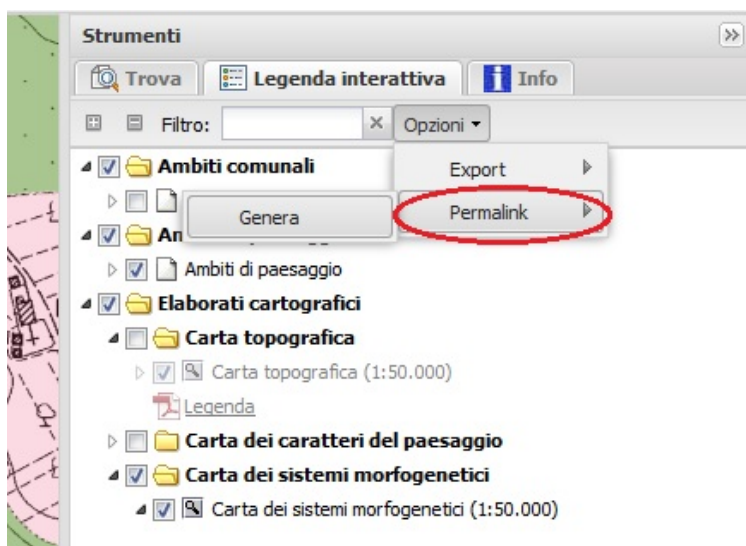 Strumenti
Trova Legenda interattiva Info
Filtro: Opzioni
Ambiti comunali
Export
Genera
Permalink
Ambiti di paesaggio
Elaborati cartografici
Carta topografica
Carta topografica (1:50.000)
Legenda
Carta dei caratteri del paesaggio
Carta dei sistemi morfogenetici
Carta dei sistemi morfogenetici (1:50.000)